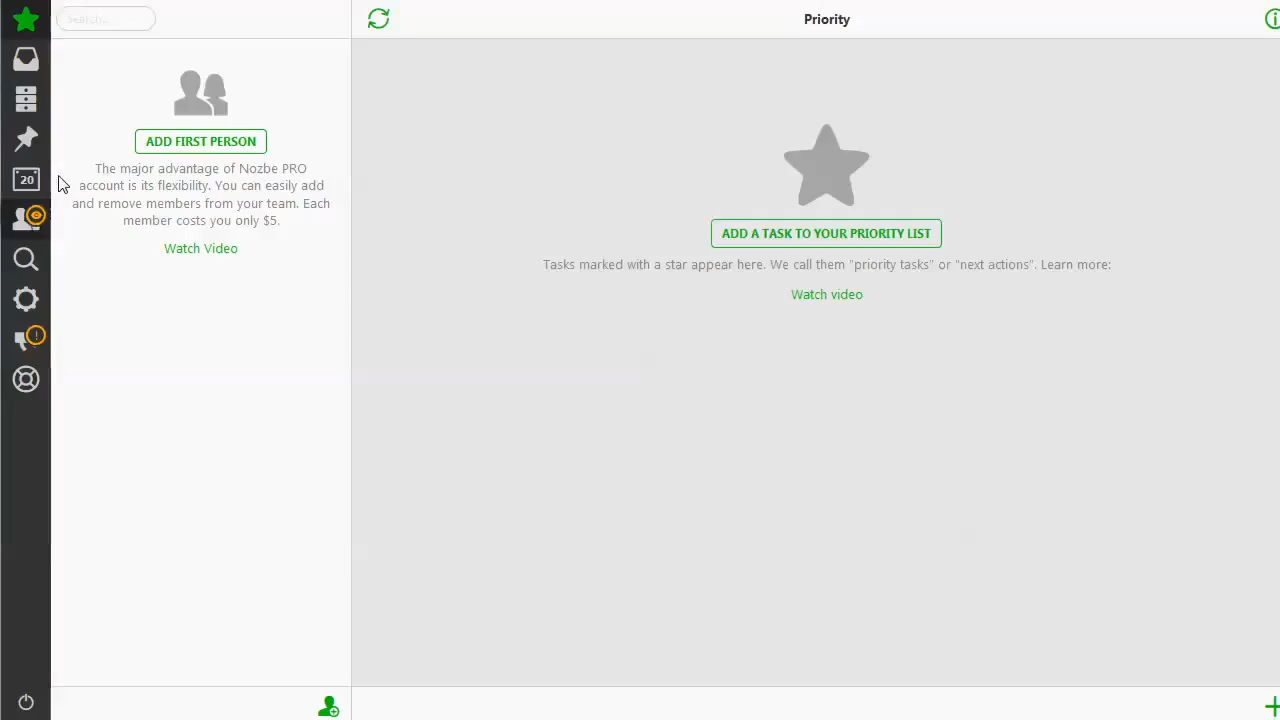 Search...
Priority
20
ADD FIRST PERSON
The major advantage of Nozbe PRO
account is its flexibility. You can easily add
and remove members from your team. Each
member costs you only $5.
Watch Video
ADD A TASK TO YOUR PRIORITY LIST
Tasks marked with a star appear here. We call them "priority tasks" or "next actions". Learn more:
Watch video